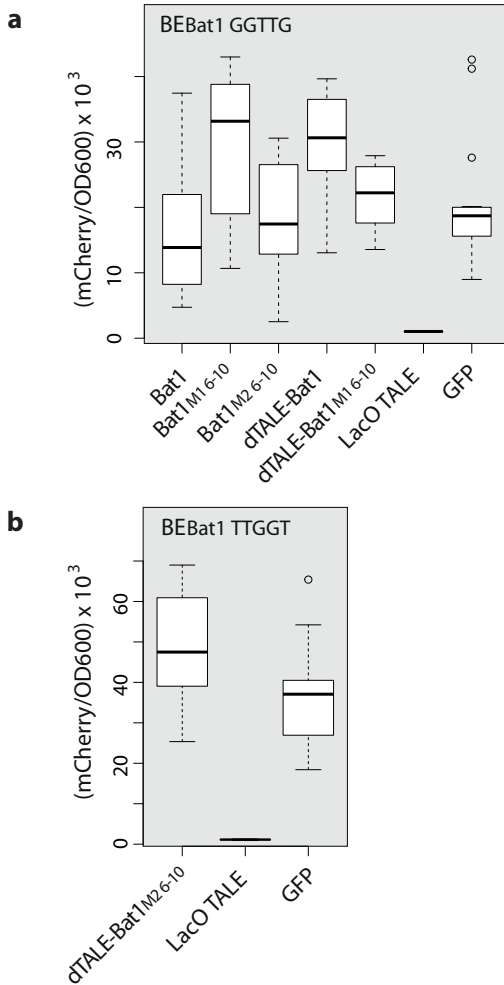 a
BEBat1 GGTTG
(mCherry/OD600) x 10³
30
10
0
Bat1
Bat1M1 6-10
Bat1M2 6-10
dTALE-Bat1
dTALE-Bat1M1 6-10
LacO TALE
GFP
b
BEBat1 TTGGT
(mCherry/OD600) x 10³
60
40
20
0
dTALE-Bat1M2 6-10
LacO TALE
GFP